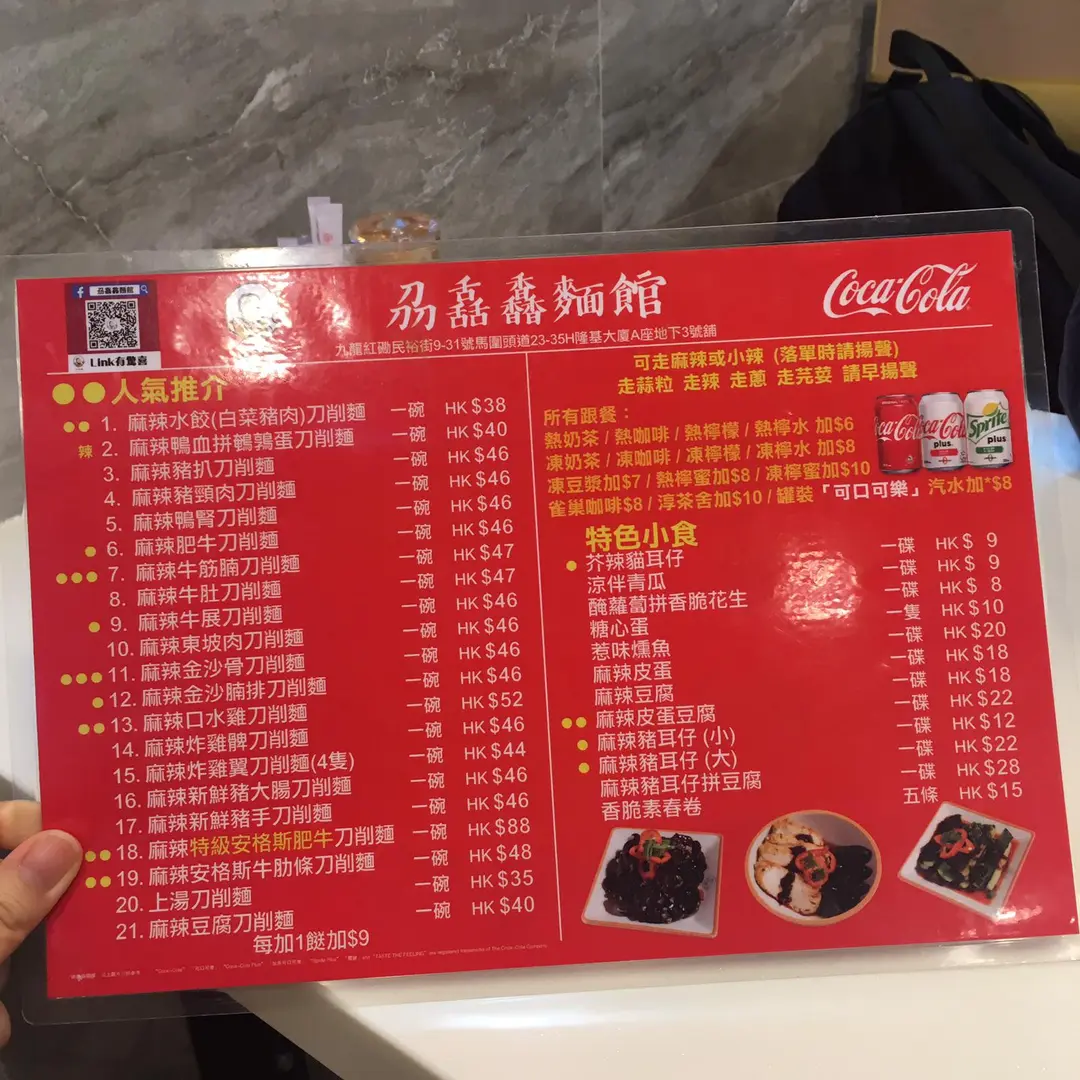 刕舙馫麵館
Link有驚喜
九龍紅磡民裕街9-31號馬圍頭道23-35H隆基大廈A座地下3號舖
Coca-Cola
人氣推介
1. 麻辣水餃(白菜豬肉)刀削麵 一碗 HK $38
辣 2. 麻辣鴨血拼鵪鶉蛋刀削麵 一碗 HK $40
3. 麻辣豬扒刀削麵 一碗 HK $46
4. 麻辣豬頸肉刀削麵 一碗 HK $46
5. 麻辣鴨腎刀削麵 一碗 HK $46
6. 麻辣肥牛刀削麵 一碗 HK $46
7. 麻辣牛筋腩刀削麵 一碗 HK $47
8. 麻辣牛肚刀削麵 一碗 HK $47
9. 麻辣牛展刀削麵 一碗 HK $46
10. 麻辣東坡肉刀削麵 一碗 HK $46
11. 麻辣金沙骨刀削麵 一碗 HK $46
12. 麻辣金沙腩排刀削麵 一碗 HK $46
13. 麻辣口水雞刀削麵 一碗 HK $52
14. 麻辣炸雞髀刀削麵 一碗 HK $46
15. 麻辣炸雞翼刀削麵(4隻) 一碗 HK $44
16. 麻辣新鮮豬大腸刀削麵 一碗 HK $46
17. 麻辣新鮮豬手刀削麵 一碗 HK $46
18. 麻辣特級安格斯肥牛刀削麵 一碗 HK $88
19. 麻辣安格斯牛肋條刀削麵 一碗 HK $48
20. 上湯刀削麵 一碗 HK $35
21. 麻辣豆腐刀削麵 一碗 HK $40
每加1餸加$9
可走麻辣或小辣 (落單時請揚聲)
走蒜粒 走辣 走蔥 走芫荽 請早揚聲
所有跟餐：
熱奶茶 / 熱咖啡 / 熱檸檬 / 熱檸水 加$6
凍奶茶 / 凍咖啡 / 凍檸檬 / 凍檸水 加$8
凍豆漿加$7 / 熱檸蜜加$8 / 凍檸蜜加$10
雀巢咖啡$8 / 淳茶舍加$10 / 罐裝「可口可樂」汽水加*$8
Coca-Cola
Coca-Cola plus
Sprite plus
特色小食
芥辣貓耳仔 一碟 HK $ 9
涼伴青瓜 一碟 HK $ 9
醃蘿蔔拼香脆花生 一碟 HK $ 8
糖心蛋 一隻 HK $10
惹味燻魚 一碟 HK $20
麻辣皮蛋 一碟 HK $18
麻辣豆腐 一碟 HK $18
麻辣皮蛋豆腐 一碟 HK $22
麻辣豬耳仔 (小) 一碟 HK $12
麻辣豬耳仔 (大) 一碟 HK $22
麻辣豬耳仔拼豆腐 一碟 HK $28
香脆素春卷 五條 HK $15